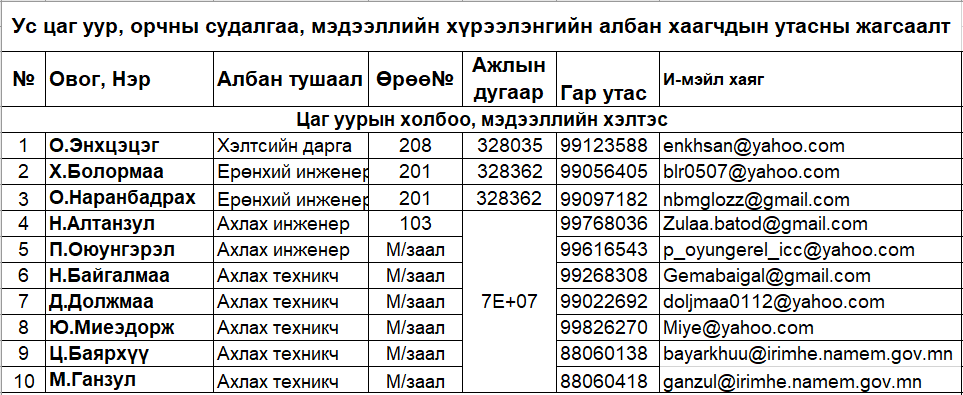 Ус цаг уур, орчны судалгаа, мэдээллийн хүрээлэнгийн албан хаагчдын утасны жагсаалт
№ Овог, Нэр Албан тушаал Өрөө№ Ажлын дугаар Гар утас И-мэйл хаяг
Цаг уурын холбоо, мэдээллийн хэлтэс
1 О.Энхцэцэг Хэлтсийн дарга 208 328035 99123588 enkhsan@yahoo.com
2 Х.Болормаа Ерөнхий инженер 201 328362 99056405 blr0507@yahoo.com
3 О.Наранбадрах Ерөнхий инженер 201 328362 99097182 nbmglozz@gmail.com
4 Н.Алтанзул Ахлах инженер 103 7E+07 99768036 Zulaa.batod@gmail.com
5 П.Оюунгэрэл Ахлах инженер М/заал 99616543 p_oyungerel_icc@yahoo.com
6 Н.Байгалмаа Ахлах техникч М/заал 99268308 Gemabaigal@gmail.com
7 Д.Должмаа Ахлах техникч М/заал 99022692 doljmaa0112@yahoo.com
8 Ю.Миеэдорж Ахлах техникч М/заал 99826270 Miye@yahoo.com
9 Ц.Баярхүү Ахлах техникч М/заал 88060138 bayarkhuu@irimhe.namem.gov.mn
10 М.Ганзул Ахлах техникч М/заал 88060418 ganzul@irimhe.namem.gov.mn